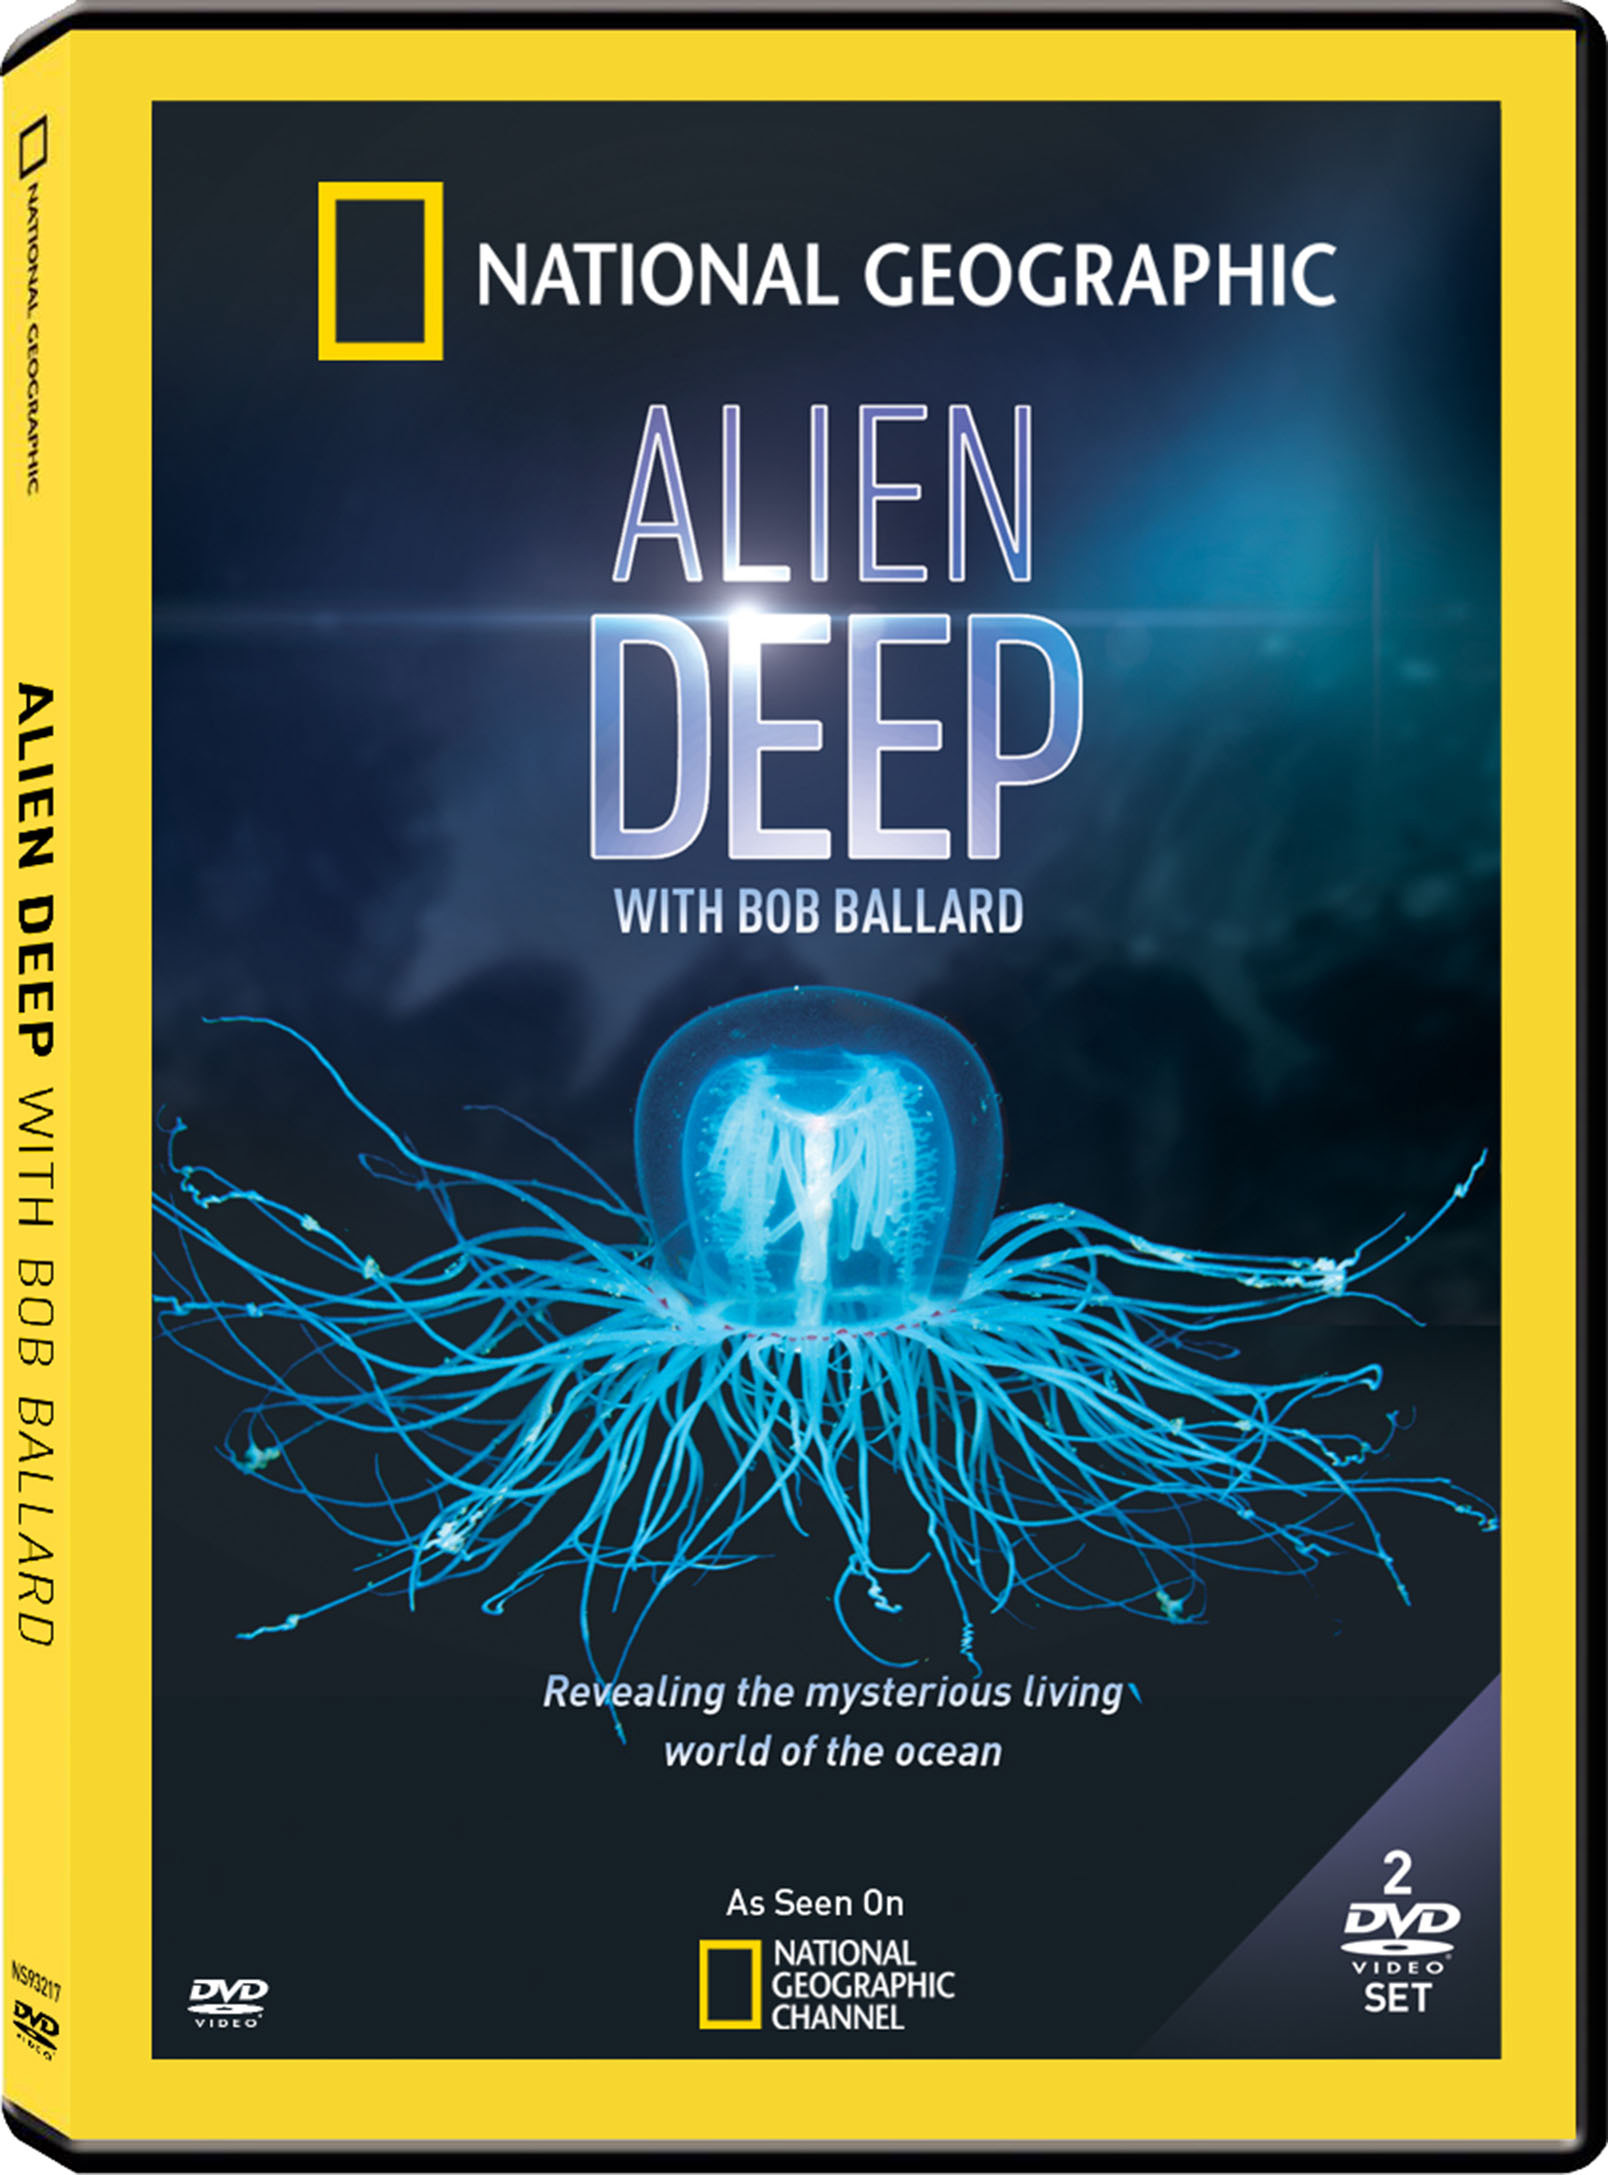 NATIONAL GEOGRAPHIC
ALIEN
DEEP
WITH BOB BALLARD
Revealing the mysterious living
world of the ocean
As Seen On
NATIONAL
GEOGRAPHIC
CHANNEL
DVD
VIDEO
2
DVD
VIDEO
SET
NATIONAL GEOGRAPHIC
ALIEN DEEP WITH BOB BALLARD
NS93217
DVD
VIDEO